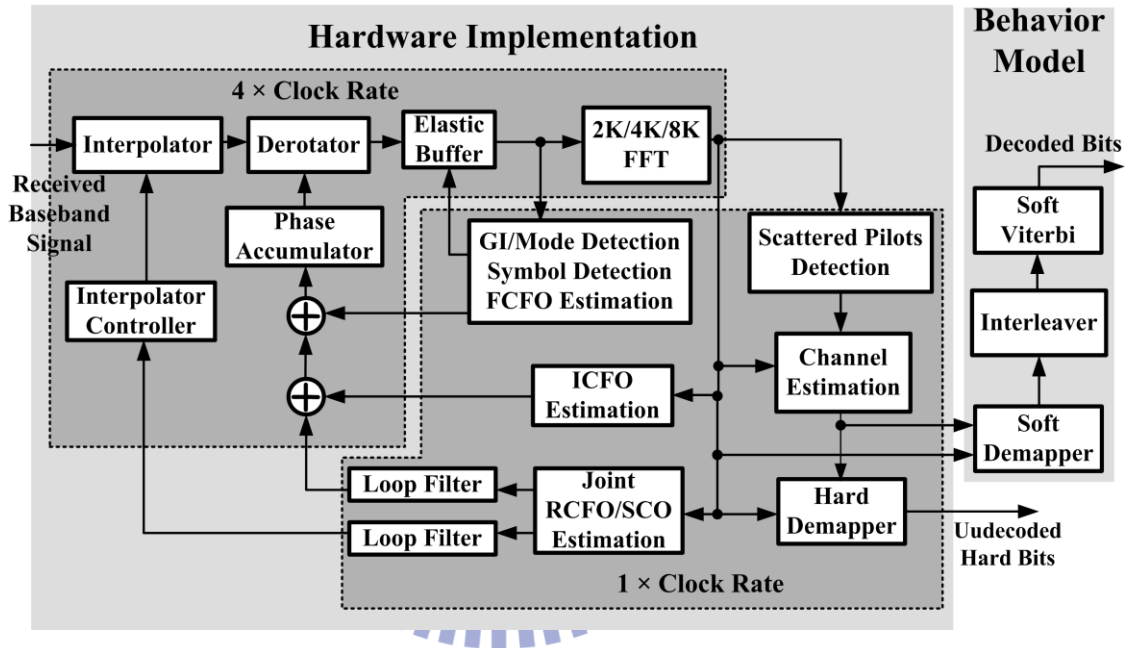 Hardware Implementation
Behavior
Model
4 × Clock Rate
Interpolator
Derotator
Elastic
Buffer
2K/4K/8K
FFT
Received
Baseband
Signal
Phase
Accumulator
GI/Mode Detection
Symbol Detection
FCFO Estimation
Scattered Pilots
Detection
Decoded Bits
Soft
Viterbi
Interpolator
Controller
Interleaver
Channel
Estimation
ICFO
Estimation
Soft
Demapper
Loop Filter
Loop Filter
Joint
RCFO/SCO
Estimation
Hard
Demapper
Uudecoded
Hard Bits
1 × Clock Rate